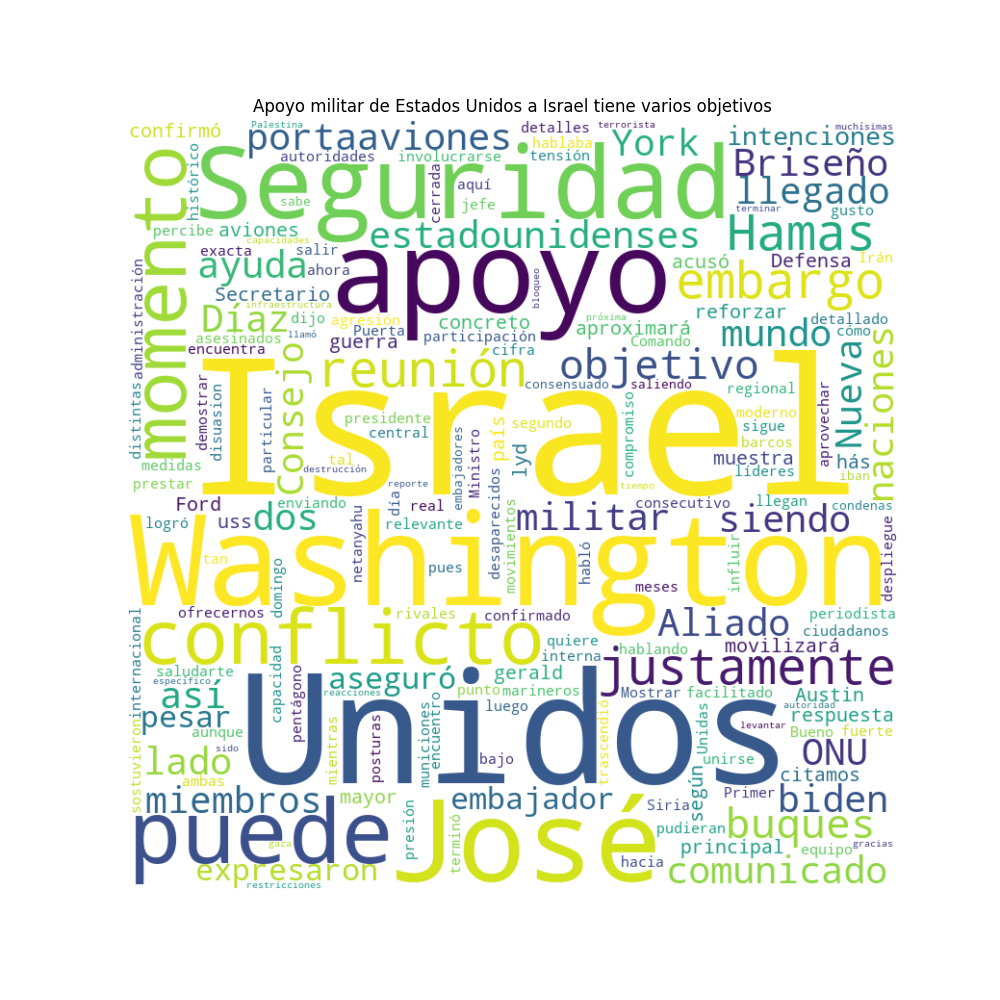 Apoyo militar de Estados Unidos a Israel tiene varios objetivos
confirmó
Palestina
portaaviones
detalles
terrorista
hablaba
tensión
York
intenciones
muchísimas
autoridades
involucrarse
histórico
Seguridad
Briseño
cerrada
aquí
sabe
jefe
llegado
terminar
gusto
momento
percibe
aviones
capacidades
estadounidenses
Hamas
exacta
salir
ayuda
ahora
apoyo
acusó
Defensa
Irán
bloqueo
embargo
administración
Secretario
infraestructura
Díaz
dijo
agresión
Puerta
concreto
próxima
reforzar
detallado
asesinados
llamó
guerra
participación
aproximará
Comando
mundo
cómo
encuentra
cifra
Consejo
reunión
objetivo
Nueva
naciones
distintas
demostrar
disuasion
particular
Israel
consensuado
saliendo
regional
aprovechar
presidente
central
segundo
compromiso
moderno
sigue
barcos
medidas
prestar
tal
destrucción
embajadores
Ministro
país
lyd
muestra
líderes
hás
iban
reporte
tiempo
Ford
enviando
día
real
desaparecidos
consecutivo
llegan
condenas
logró
uss
dos
netanyahu
relevante
movimientos
militar
siendo
Washington
tan
pues
habló
influir
despliegue
meses
domingo
ofrecernos
rivales
confirmado
Aliado
periodista
ciudadanos
internacional
conflicto
quiere
interna
hablando
movilizará
saludarte
específico
capacidad
pentágono
reacciones
aseguró
gerald
justamente
punto
marineros
Mostrar
facilitado
Austin
autoridad
así
Unidos
luego
trascendió
respuesta
pesar
aunque
sido
mientras
posturas
municiones
encuentro
levantar
Bueno
fuerte
sostuvieron
lado
ambas
bajo
según
Unidas
unirse
ONU
citamos
miembros
mayor
embajador
Siria
Primer
biden
puede
presión
terminó
José
pudieran
buques
gaza
principal
equipo
gracias
expresaron
restricciones
hacia
comunicado